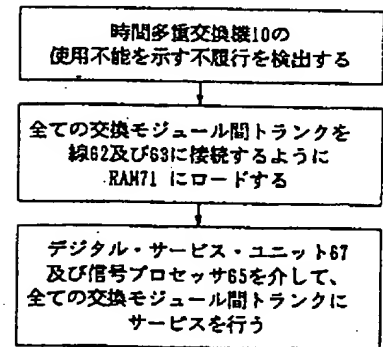 時間多重交換機10の
使用不能を示す不履行を検出する
全ての交換モジュール間トランクを
線62及び63に接続するように
RAM71 にロードする
デジタル・サービス・ユニット67
及び信号プロセッサ65を介して、
全ての交換モジュール間トランクに
サービスを行う